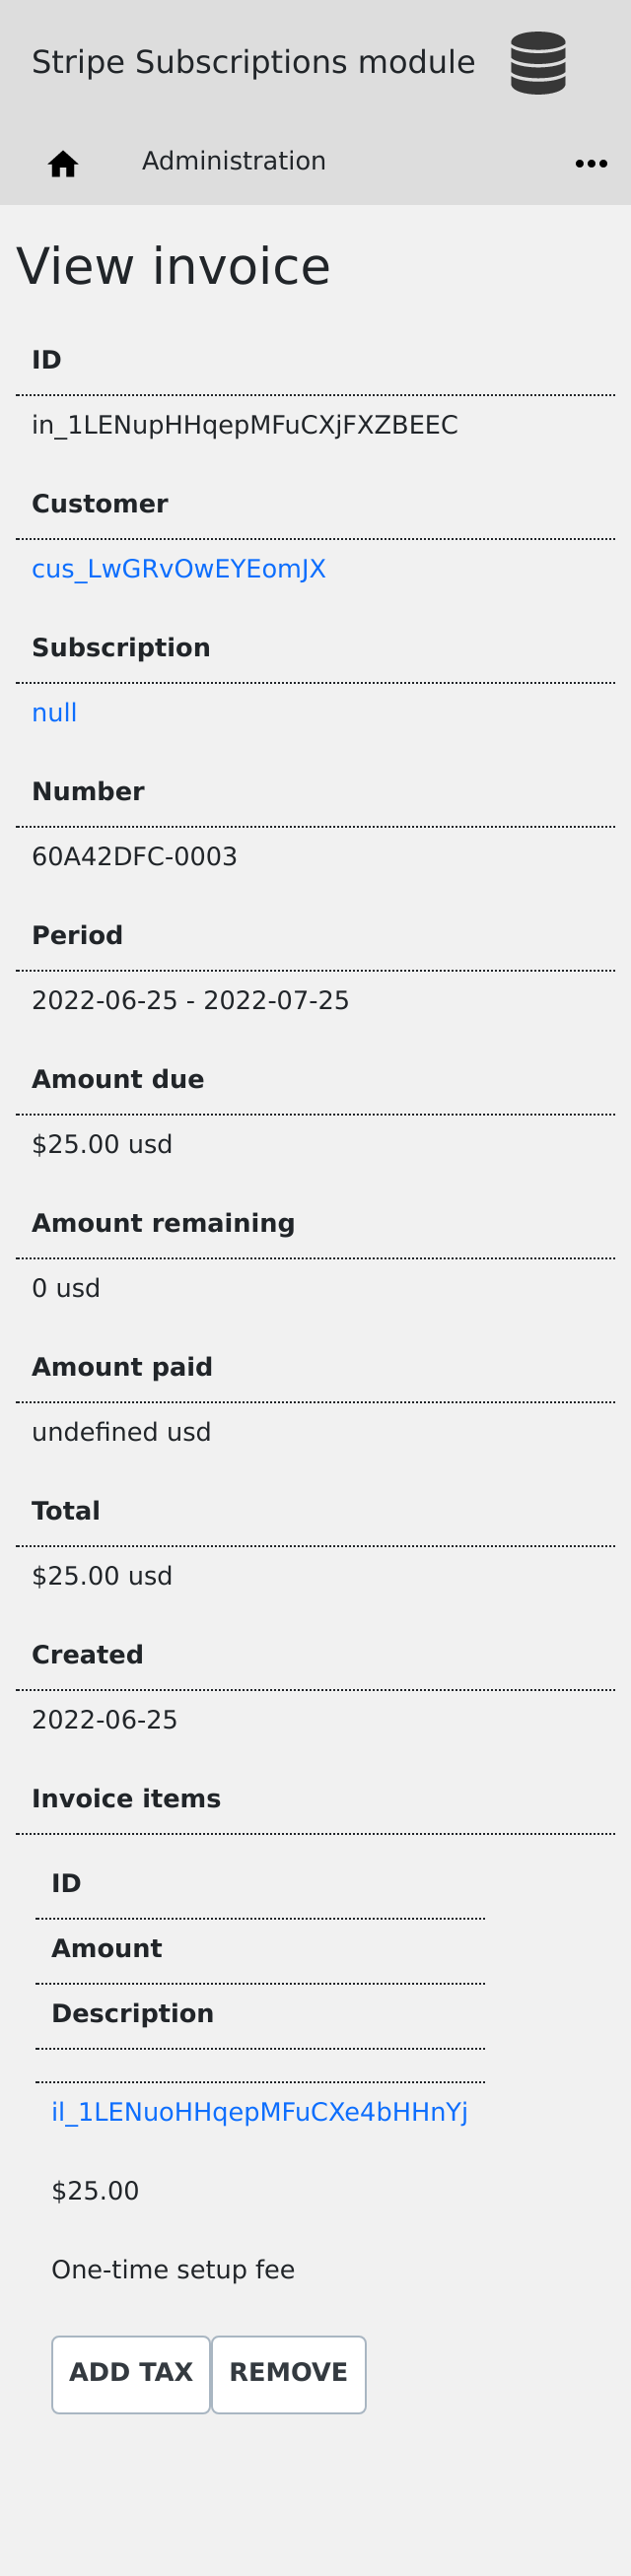 Stripe Subscriptions module
Administration
View invoice
ID
in_1LENupHHqepMFuCXjFXZBEEC
Customer
cus_LwGRvOwEYEomJX
Subscription
null
Number
60A42DFC-0003
Period
2022-06-25 - 2022-07-25
Amount due
$25.00 usd
Amount remaining
0 usd
Amount paid
undefined usd
Total
$25.00 usd
Created
2022-06-25
Invoice items
ID
Amount
Description
il_1LENuoHHqepMFuCXe4bHHnYj
$25.00
One-time setup fee
ADD TAX REMOVE